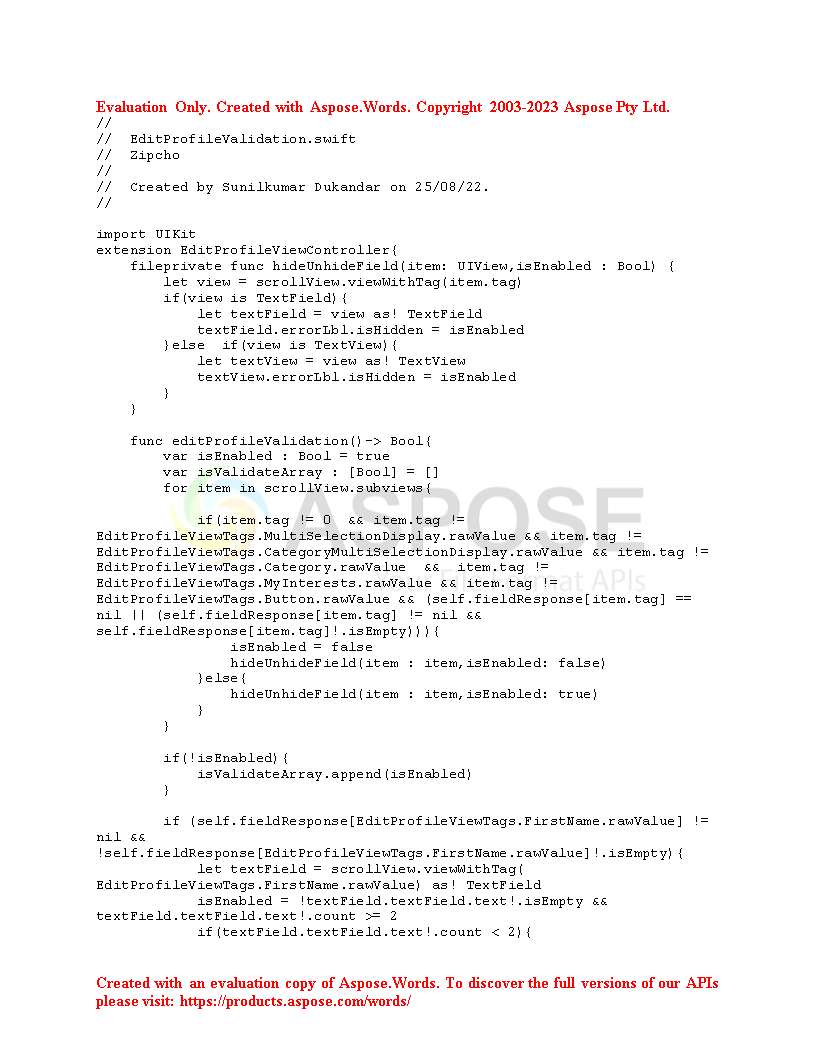 Evaluation Only. Created with Aspose.Words. Copyright 2003-2023 Aspose Pty Ltd.
//
//  EditProfileValidation.swift
//  Zipcho
//
//  Created by Sunilkumar Dukandar on 25/08/22.
//
import UIKit
extension EditProfileViewController{
    fileprivate func hideUnhideField(item: UIView,isEnabled : Bool) {
        let view = scrollView.viewWithTag(item.tag)
        if(view is TextField){
            let textField = view as! TextField
            textField.errorLbl.isHidden = isEnabled
        }else  if(view is TextView){
            let textView = view as! TextView
            textView.errorLbl.isHidden = isEnabled
        }
    }
    func editProfileValidation()-> Bool{
        var isEnabled : Bool = true
        var isValidateArray : [Bool] = []
        for item in scrollView.subviews{
            if(item.tag != 0  && item.tag !=
EditProfileViewTags.MultiSelectionDisplay.rawValue && item.tag !=
EditProfileViewTags.CategoryMultiSelectionDisplay.rawValue && item.tag !=
EditProfileViewTags.Category.rawValue  &&  item.tag !=
EditProfileViewTags.MyInterests.rawValue && item.tag !=
EditProfileViewTags.Button.rawValue && (self.fieldResponse[item.tag] ==
nil || (self.fieldResponse[item.tag] != nil &&
self.fieldResponse[item.tag]!.isEmpty))){
                isEnabled = false
                hideUnhideField(item : item,isEnabled: false)
            }else{
                hideUnhideField(item : item,isEnabled: true)
            }
        }
        if(!isEnabled){
            isValidateArray.append(isEnabled)
        }
        if (self.fieldResponse[EditProfileViewTags.FirstName.rawValue] !=
nil &&
!self.fieldResponse[EditProfileViewTags.FirstName.rawValue]!.isEmpty){
            let textField = scrollView.viewWithTag(
EditProfileViewTags.FirstName.rawValue) as! TextField
            isEnabled = !textField.textField.text!.isEmpty &&
textField.textField.text!.count >= 2
            if(textField.textField.text!.count < 2){
ASPOSE
Your File Format APIs
Created with an evaluation copy of Aspose.Words. To discover the full versions of our APIs
please visit: https://products.aspose.com/words/